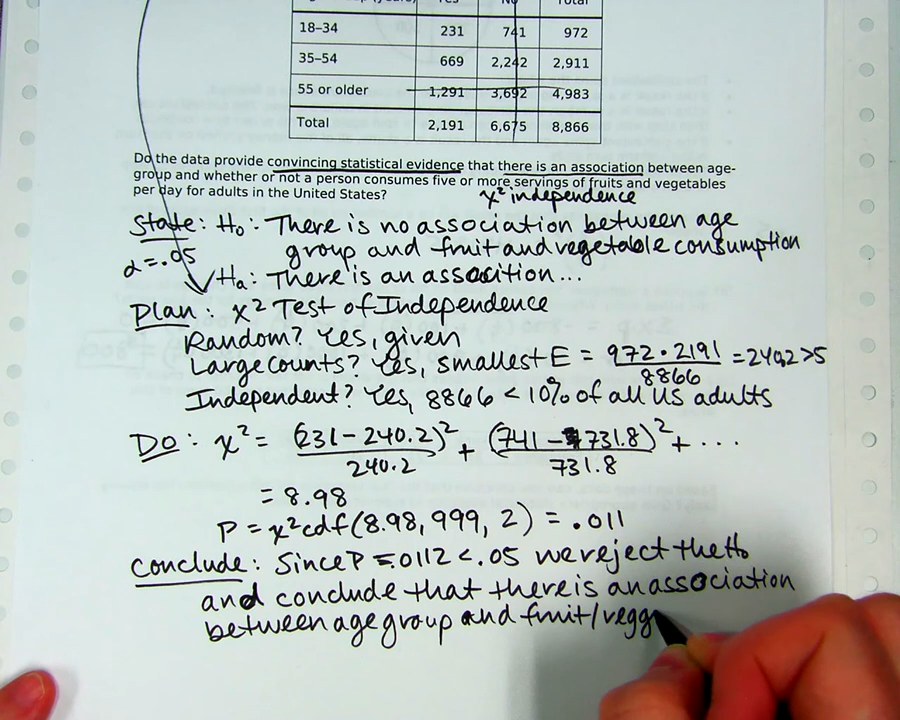 18–34 231 741 972
35–54 669 2,242 2,911
55 or older 1,291 3,692 4,983
Total 2,191 6,675 8,866
Do the data provide convincing statistical evidence that there is an association between age-
group and whether or not a person consumes five or more servings of fruits and vegetables
per day for adults in the United States?
χ² independence
State: H₀: There is no association between age
group and fruit and vegetable consumption
α=.05
Ha: There is an assocition...
Plan: χ² Test of Independence
Random? Yes, given
Large counts? Yes, smallest E = 972·2191/8866 = 240.2 >5
Independent? Yes, 8866 < 10% of all US adults
Do: χ² = (231-240.2)²/240.2 + (741-731.8)²/731.8 + ...
= 8.98
P = χ²cdf(8.98, 999, 2) = .011
Conclude: Since P = .0112 < .05 we reject the H₀
and conclude that there is an association
between age group and fruit/vegg